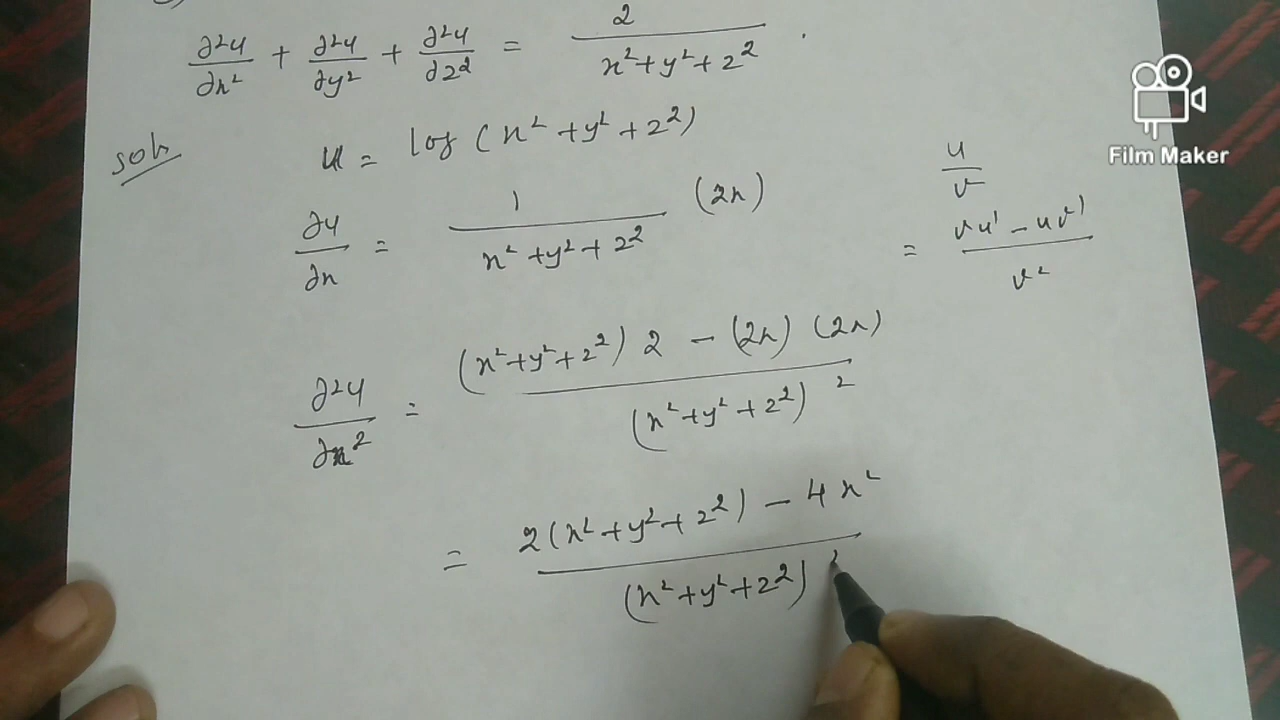 ∂²u/∂x² + ∂²u/∂y² + ∂²u/∂z² = 2/(x²+y²+z²) .
soln u = log (x² + y² + z²)
∂u/∂x = 1/(x²+y²+z²) (2x)
u/v
= (vu' - uv')/v²
∂²u/∂x² = ((x²+y²+z²) 2 - (2x) (2x))/(x²+y²+z²)²
= (2(x²+y²+z²) - 4x²)/(x²+y²+z²)²
Film Maker